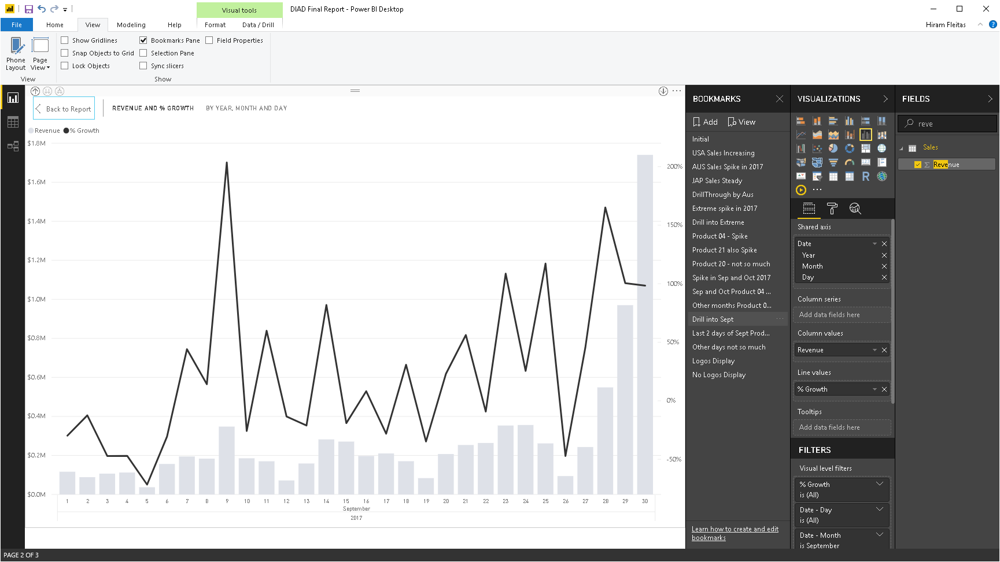 Visual tools
DIAD Final Report - Power BI Desktop
File
Home
View
Modeling
Help
Format
Data / Drill
Hiram Fleitas
?
Phone Layout
Page View
Show Gridlines
Snap Objects to Grid
Lock Objects
Bookmarks Pane
Selection Pane
Sync slicers
Field Properties
View
Show
Back to Report
REVENUE AND % GROWTH
BY YEAR, MONTH AND DAY
Revenue
% Growth
$1.8M
$1.6M
$1.4M
$1.2M
$1.0M
$0.8M
$0.6M
$0.4M
$0.2M
$0.0M
200%
150%
100%
50%
0%
-50%
1 2 3 4 5 6 7 8 9 10 11 12 13 14 15 16 17 18 19 20 21 22 23 24 25 26 27 28 29 30
September
2017
BOOKMARKS
Add
View
Initial
USA Sales Increasing
AUS Sales Spike in 2017
JAP Sales Steady
DrillThrough by Aus
Extreme spike in 2017
Drill into Extreme
Product 04 - Spike
Product 21 also Spike
Product 20 - not so much
Spike in Sep and Oct 2017
Sep and Oct Product 04 ...
Other months Product 0...
Drill into Sept
Last 2 days of Sept Prod...
Other days not so much
Logos Display
No Logos Display
Learn how to create and edit
bookmarks
VISUALIZATIONS
R
Shared axis
Date
Year
Month
Day
Column series
Add data fields here
Column values
Revenue
Line values
% Growth
Tooltips
Add data fields here
FILTERS
Visual level filters
% Growth
is (All)
Date - Day
is (All)
Date - Month
is September
FIELDS
reve
Sales
Σ Revenue
PAGE 2 OF 3